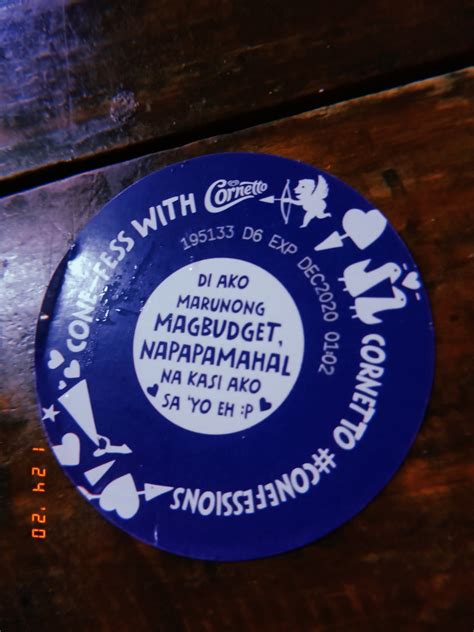 CONE-FESS WITH Cornetto
195133 D6 EXP DEC2020 01:02
DI AKO
MARUNONG
MAGBUDGET,
NAPAPAMAHAL
NA KASI AKO
SA 'YO EH :P
CORNETTO #CONEFESSIONS
1 24 '20